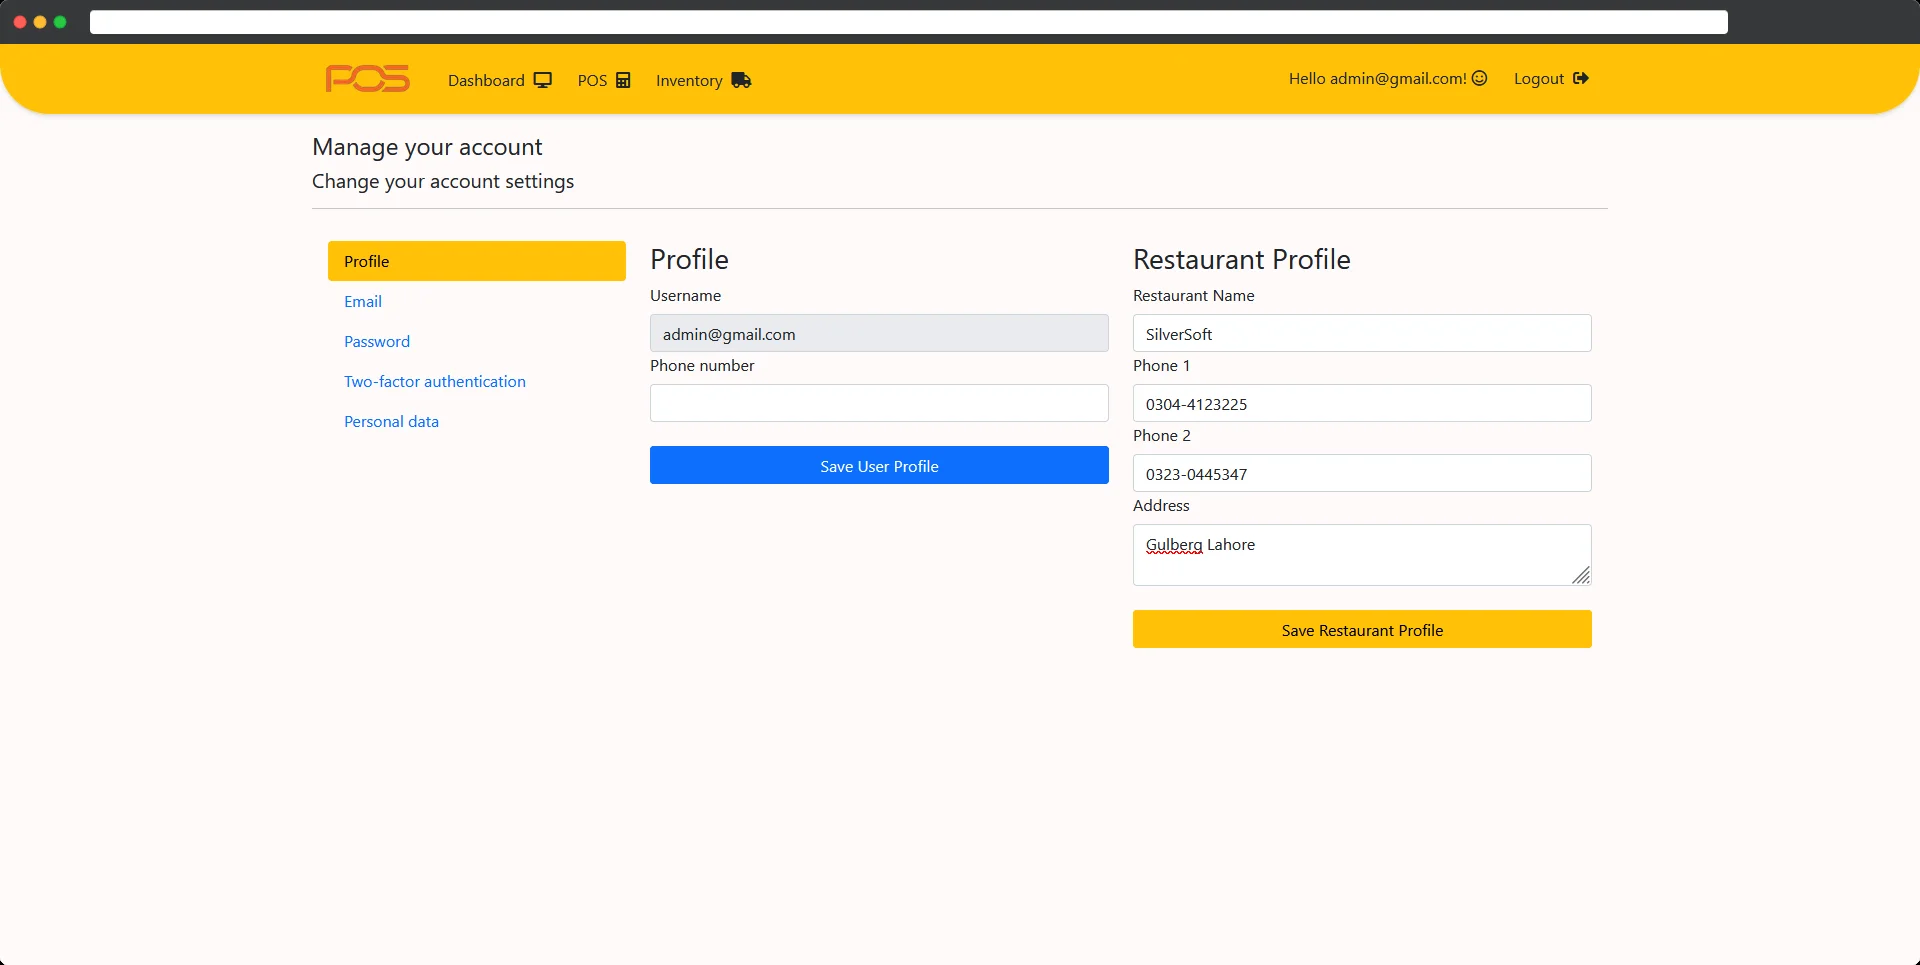 POS Dashboard POS Inventory Hello admin@gmail.com! Logout
Manage your account
Change your account settings
Profile
Email
Password
Two-factor authentication
Personal data
Profile
Username
admin@gmail.com
Phone number
Save User Profile
Restaurant Profile
Restaurant Name
SilverSoft
Phone 1
0304-4123225
Phone 2
0323-0445347
Address
Gulberg Lahore
Save Restaurant Profile